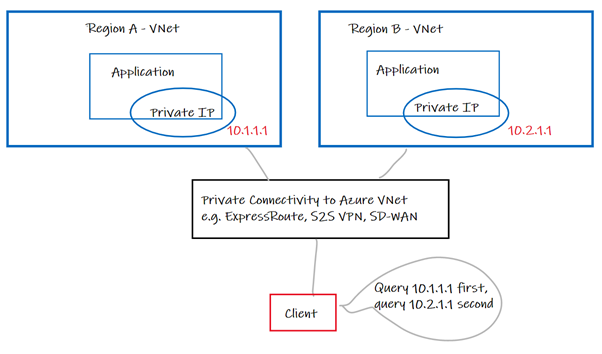 Region A - VNet
Application
Private IP
10.1.1.1
Region B - VNet
Application
Private IP
10.2.1.1
Private Connectivity to Azure VNet
e.g. ExpressRoute, S2S VPN, SD-WAN
Query 10.1.1.1 first,
query 10.2.1.1 second
Client